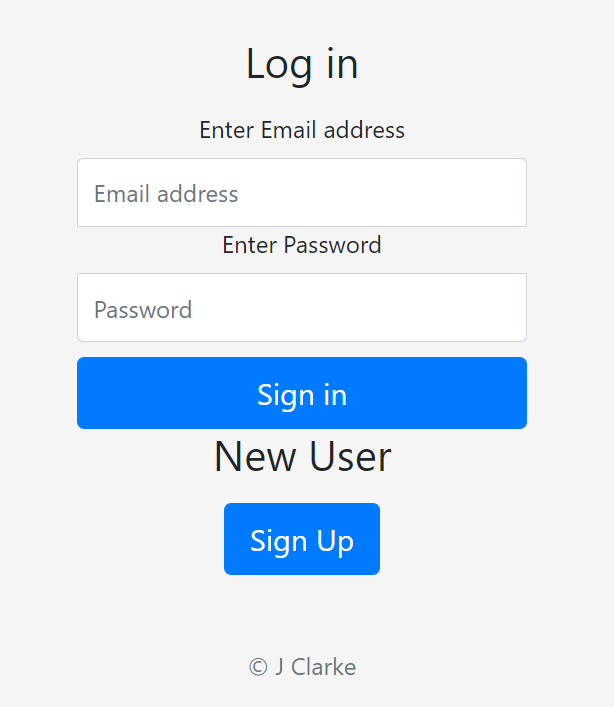 Log in
Enter Email address
Email address
Enter Password
Password
Sign in
New User
Sign Up
© J Clarke